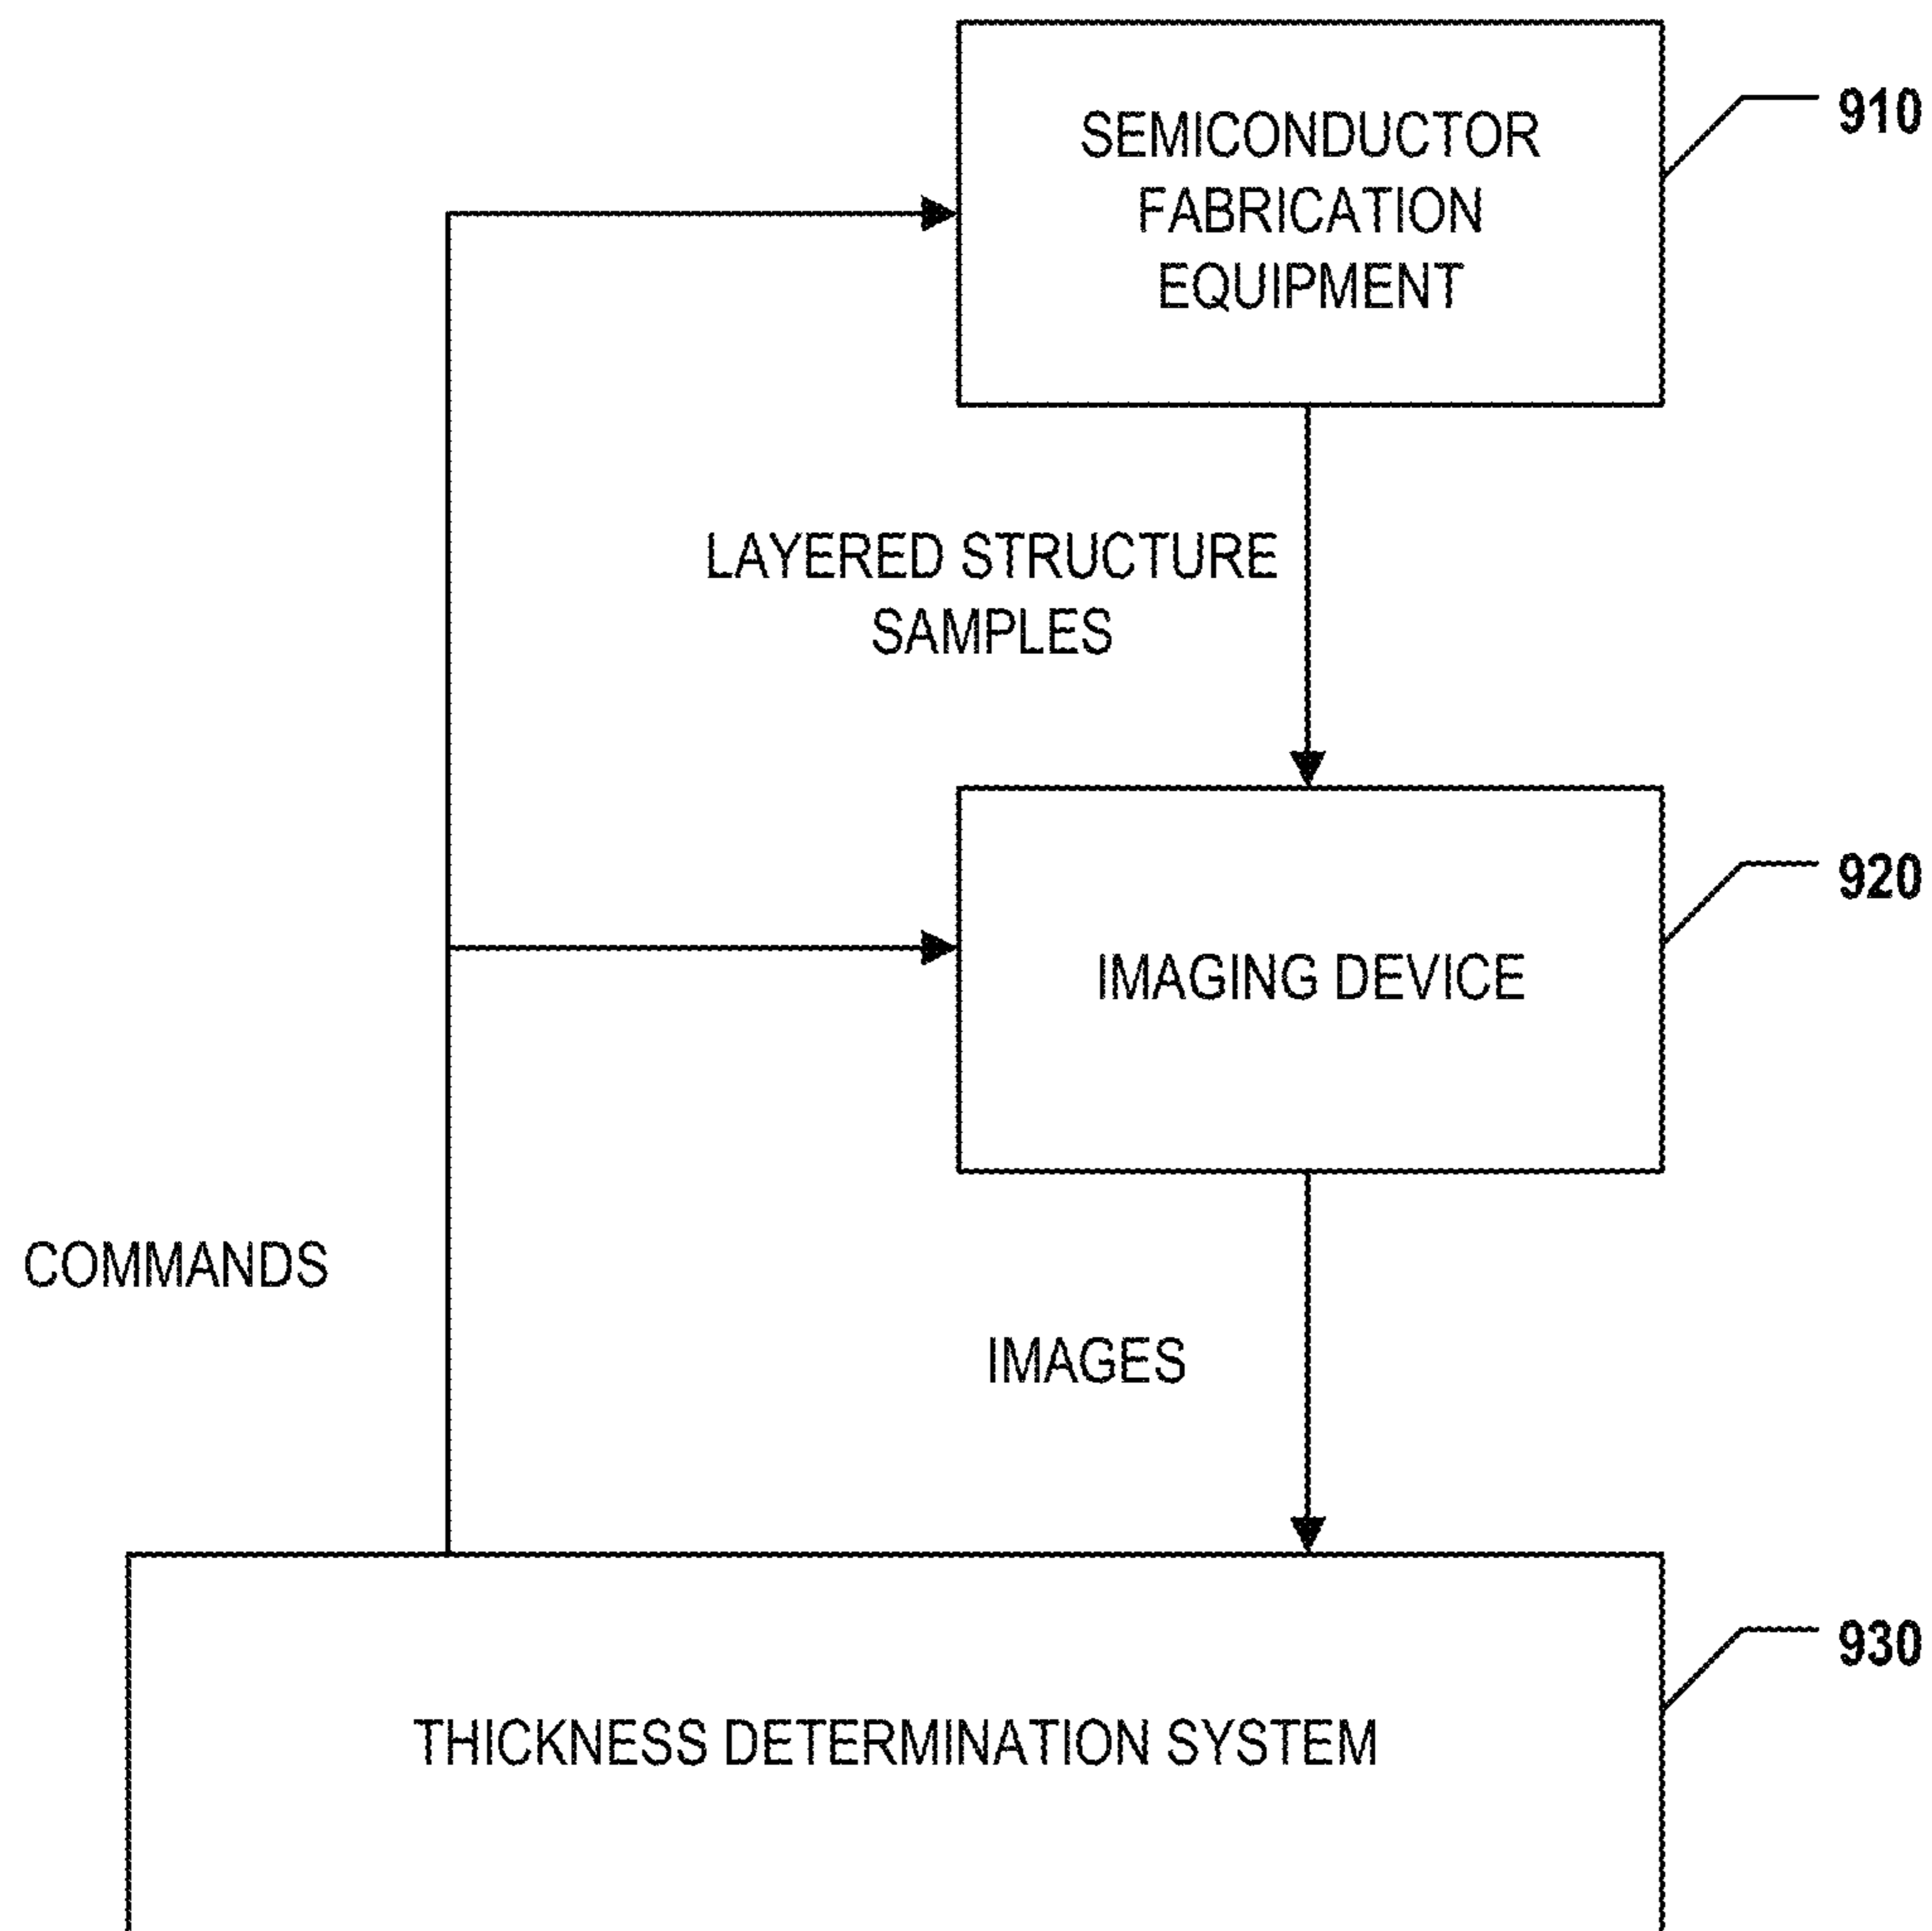 SEMICONDUCTOR
FABRICATION
EQUIPMENT
910
LAYERED STRUCTURE
SAMPLES
920
IMAGING DEVICE
COMMANDS
IMAGES
930
THICKNESS DETERMINATION SYSTEM